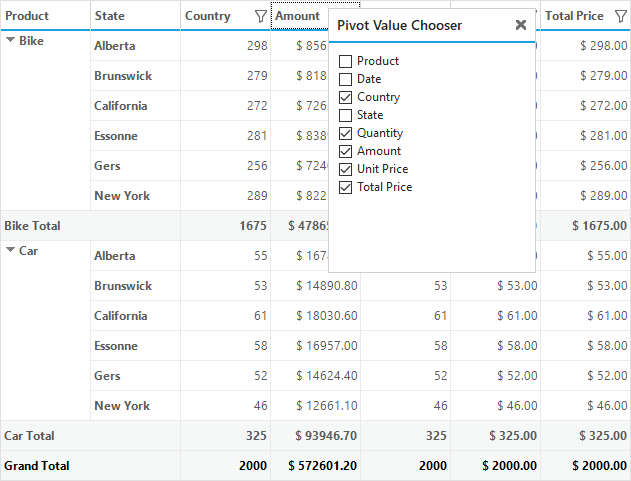 Product State Country Amount Total Price
Pivot Value Chooser
Product
Date
Country
State
Quantity
Amount
Unit Price
Total Price
Bike Alberta 298 $ 856 $ 298.00
Brunswick 279 $ 818 $ 279.00
California 272 $ 726 $ 272.00
Essonne 281 $ 838 $ 281.00
Gers 256 $ 724 $ 256.00
New York 289 $ 822 $ 289.00
Bike Total 1675 $ 4786 $ 1675.00
Car Alberta 55 $ 167 $ 55.00
Brunswick 53 $ 14890.80 53 $ 53.00 $ 53.00
California 61 $ 18030.60 61 $ 61.00 $ 61.00
Essonne 58 $ 16957.00 58 $ 58.00 $ 58.00
Gers 52 $ 14624.40 52 $ 52.00 $ 52.00
New York 46 $ 12661.10 46 $ 46.00 $ 46.00
Car Total 325 $ 93946.70 325 $ 325.00 $ 325.00
Grand Total 2000 $ 572601.20 2000 $ 2000.00 $ 2000.00